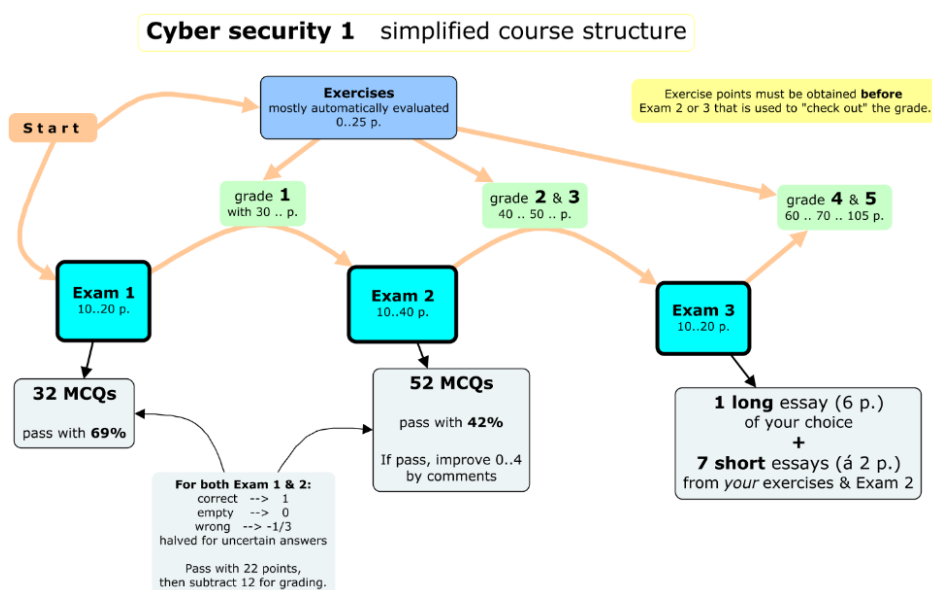 Cyber security 1 simplified course structure
Exercises
mostly automatically evaluated
0..25 p.
Exercise points must be obtained before
Exam 2 or 3 that is used to "check out" the grade.
Start
grade 1
with 30 .. p.
grade 2 & 3
40 .. 50 .. p.
grade 4 & 5
60 .. 70 .. 105 p.
Exam 1
10..20 p.
Exam 2
10..40 p.
Exam 3
10..20 p.
32 MCQs
pass with 69%
52 MCQs
pass with 42%
If pass, improve 0..4
by comments
1 long essay (6 p.)
of your choice
+
7 short essays (á 2 p.)
from your exercises & Exam 2
For both Exam 1 & 2:
correct --> 1
empty --> 0
wrong --> -1/3
halved for uncertain answers
Pass with 22 points,
then subtract 12 for grading.